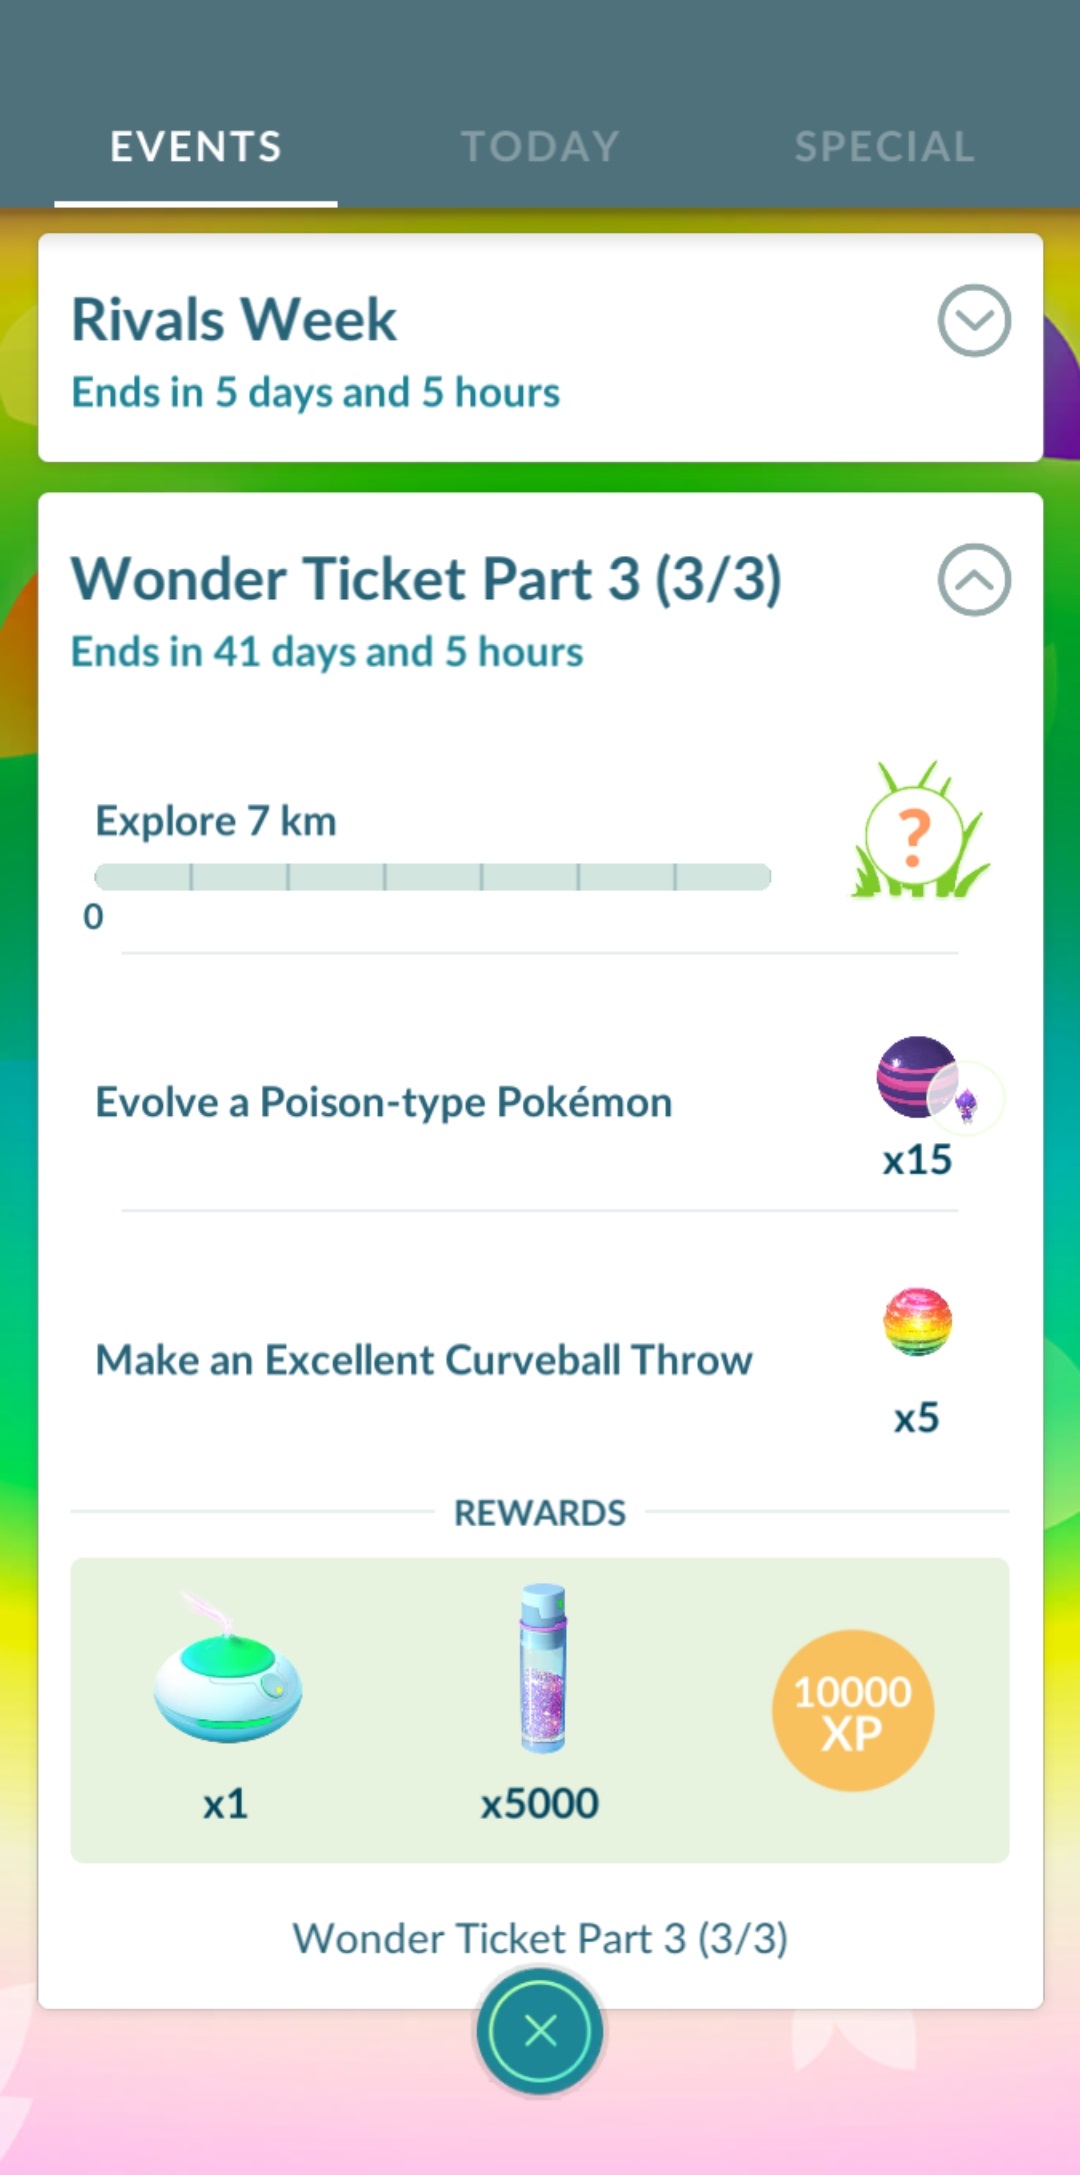 EVENTS TODAY SPECIAL
Rivals Week
Ends in 5 days and 5 hours
Wonder Ticket Part 3 (3/3)
Ends in 41 days and 5 hours
Explore 7 km
?
0
Evolve a Poison-type Pokémon
x15
Make an Excellent Curveball Throw
x5
REWARDS
10000
XP
x1 x5000
Wonder Ticket Part 3 (3/3)